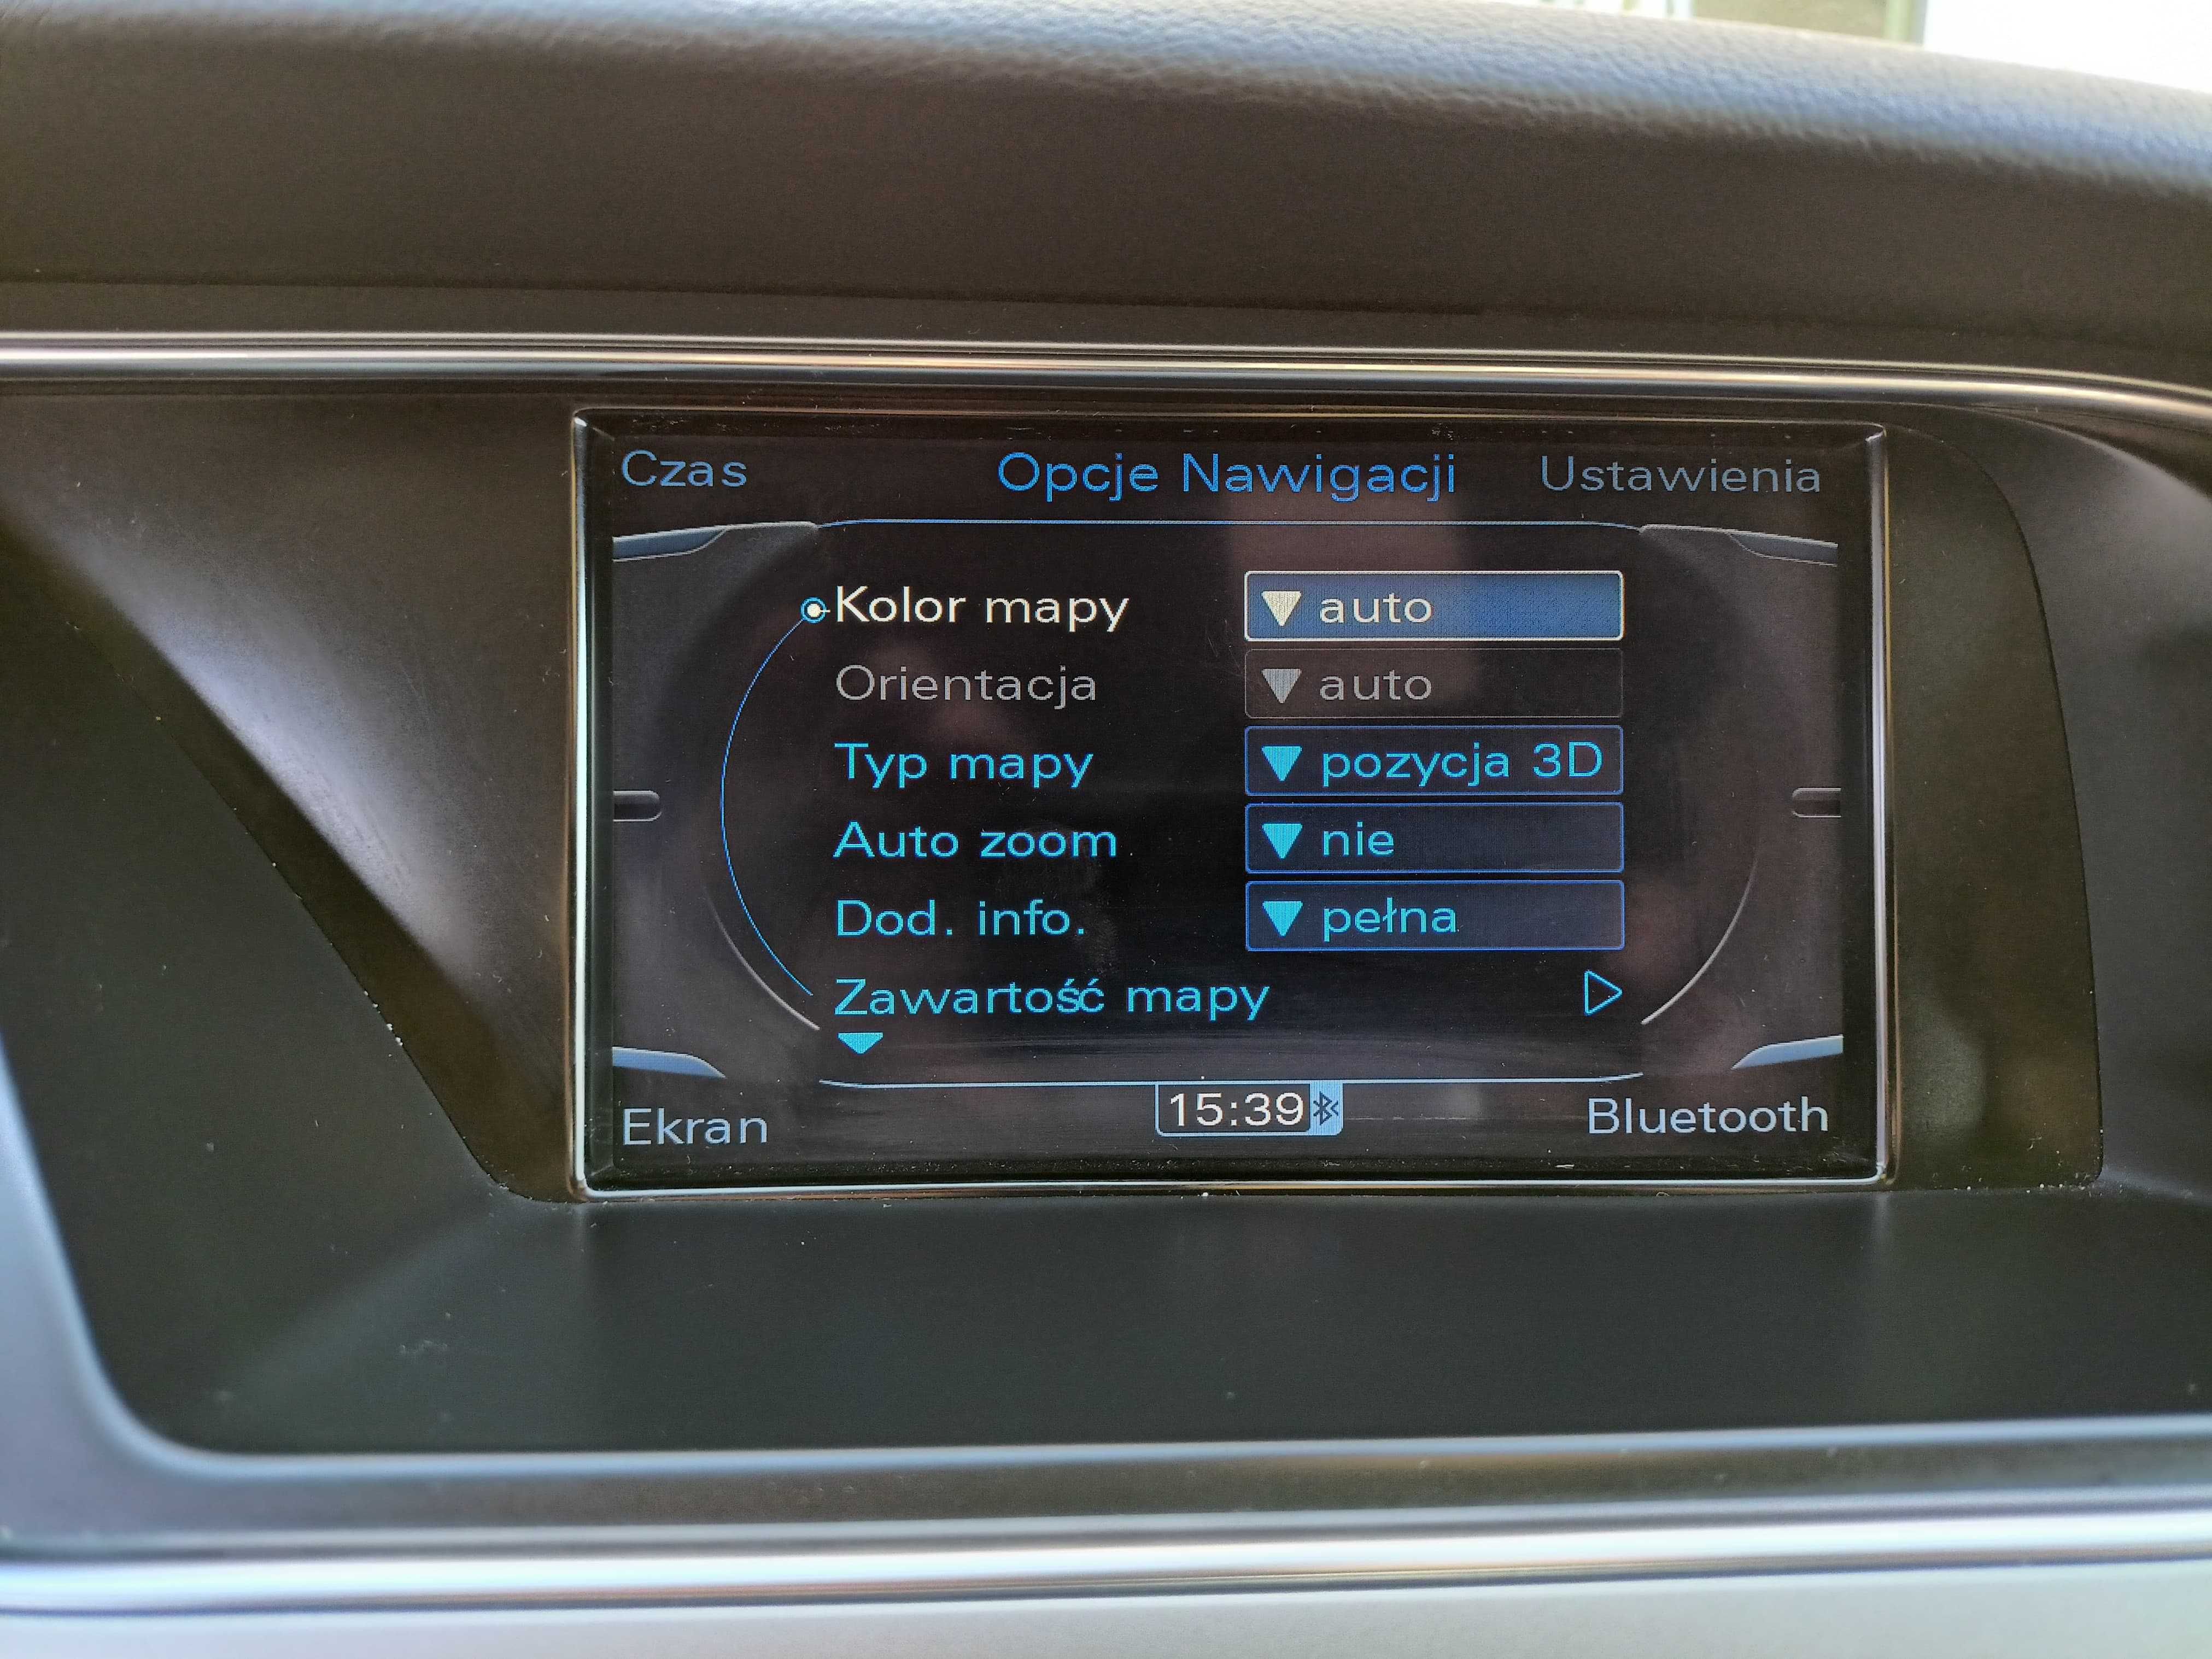 Czas
Opcje Nawigacji
Ustawienia
Kolor mapy
auto
Orientacja
auto
Typ mapy
pozycja 3D
Auto zoom
nie
Dod. info.
pełna
Zawartość mapy
Ekran
15:39
Bluetooth